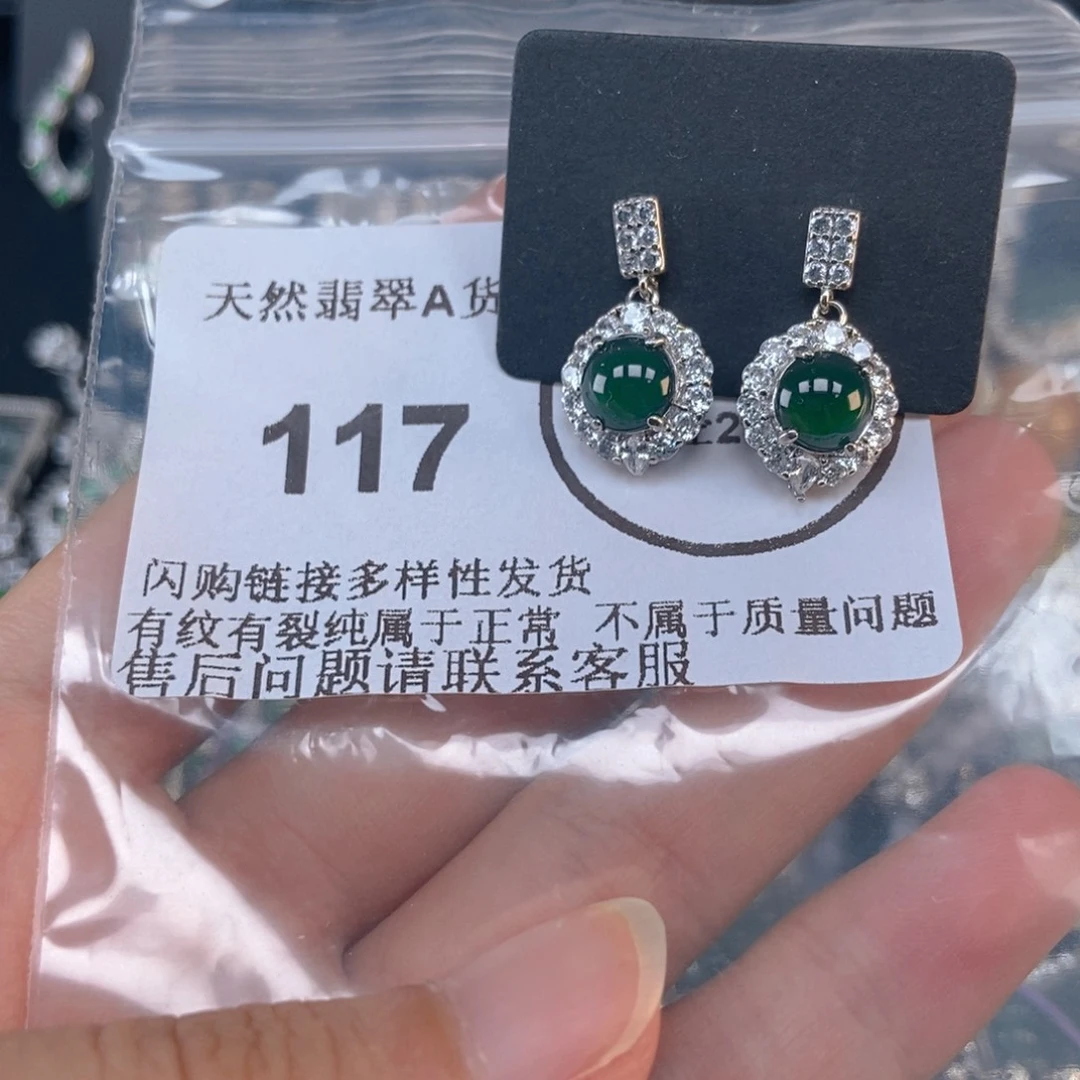 天然翡翠A货
117
闪购链接多样性发货
有纹有裂纯属于正常 不属于质量问题
售后问题请联系客服